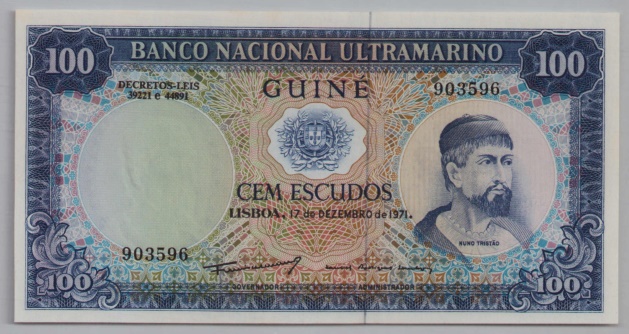 100 BANCO NACIONAL ULTRAMARINO 100
DECRETOS-LEIS
39221 e 44891
GUINÉ
903596
CEM ESCUDOS
LISBOA, 17 de DEZEMBRO de 1971.
NUNO TRISTÃO
903596
100
O GOVERNADOR
O ADMINISTRADOR
100